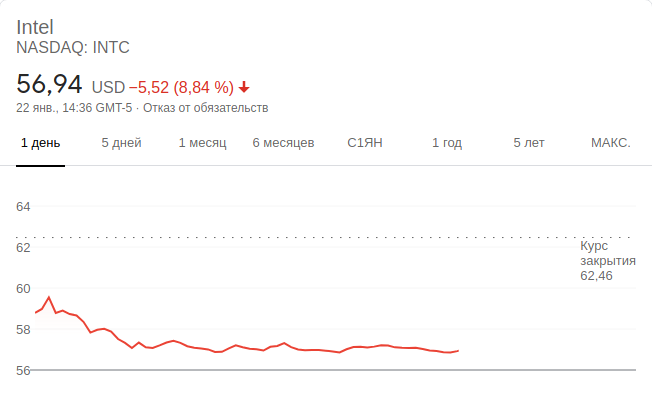 Intel
NASDAQ: INTC
56,94 USD −5,52 (8,84 %)
22 янв., 14:36 GMT-5 · Отказ от обязательств
1 день 5 дней 1 месяц 6 месяцев С1ЯН 1 год 5 лет МАКС.
64
62
60
58
56
Курс
закрытия
62,46